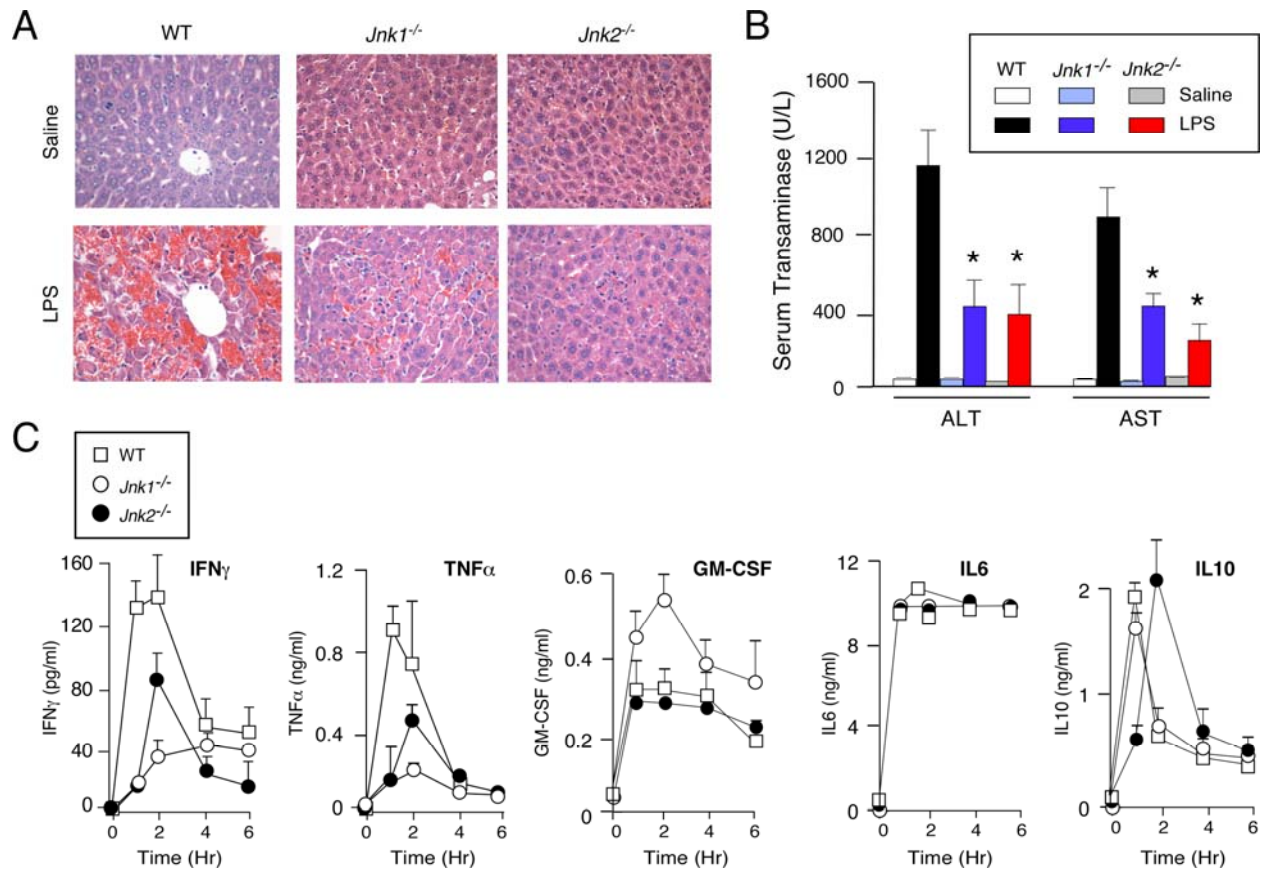 A
WT
Jnk1-/-
Jnk2-/-
Saline
LPS
B
WT
Jnk1-/-
Jnk2-/-
Saline
LPS
Serum Transaminase (U/L)
1600
1200
800
400
0
*
*
*
*
ALT
AST
C
WT
Jnk1-/-
Jnk2-/-
IFNγ
IFNγ (pg/ml)
160
120
80
40
0
0 2 4 6
Time (Hr)
TNFα
TNFα (ng/ml)
1.2
0.8
0.4
0
0 2 4 6
Time (Hr)
GM-CSF
GM-CSF (ng/ml)
0.6
0.4
0.2
0
0 2 4 6
Time (Hr)
IL6
IL6 (ng/ml)
12
8
4
0
0 2 4 6
Time (Hr)
IL10
IL10 (ng/ml)
2
1
0
0 2 4 6
Time (Hr)